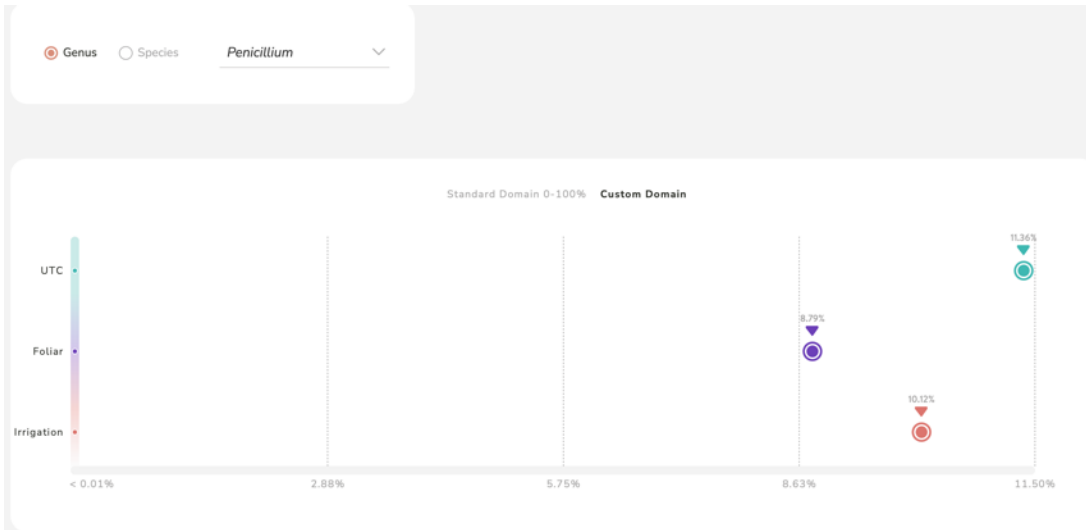 Genus Species Penicillium
Standard Domain 0-100% Custom Domain
11.36%
UTC
8.79%
Foliar
10.12%
Irrigation
< 0.01% 2.88% 5.75% 8.63% 11.50%